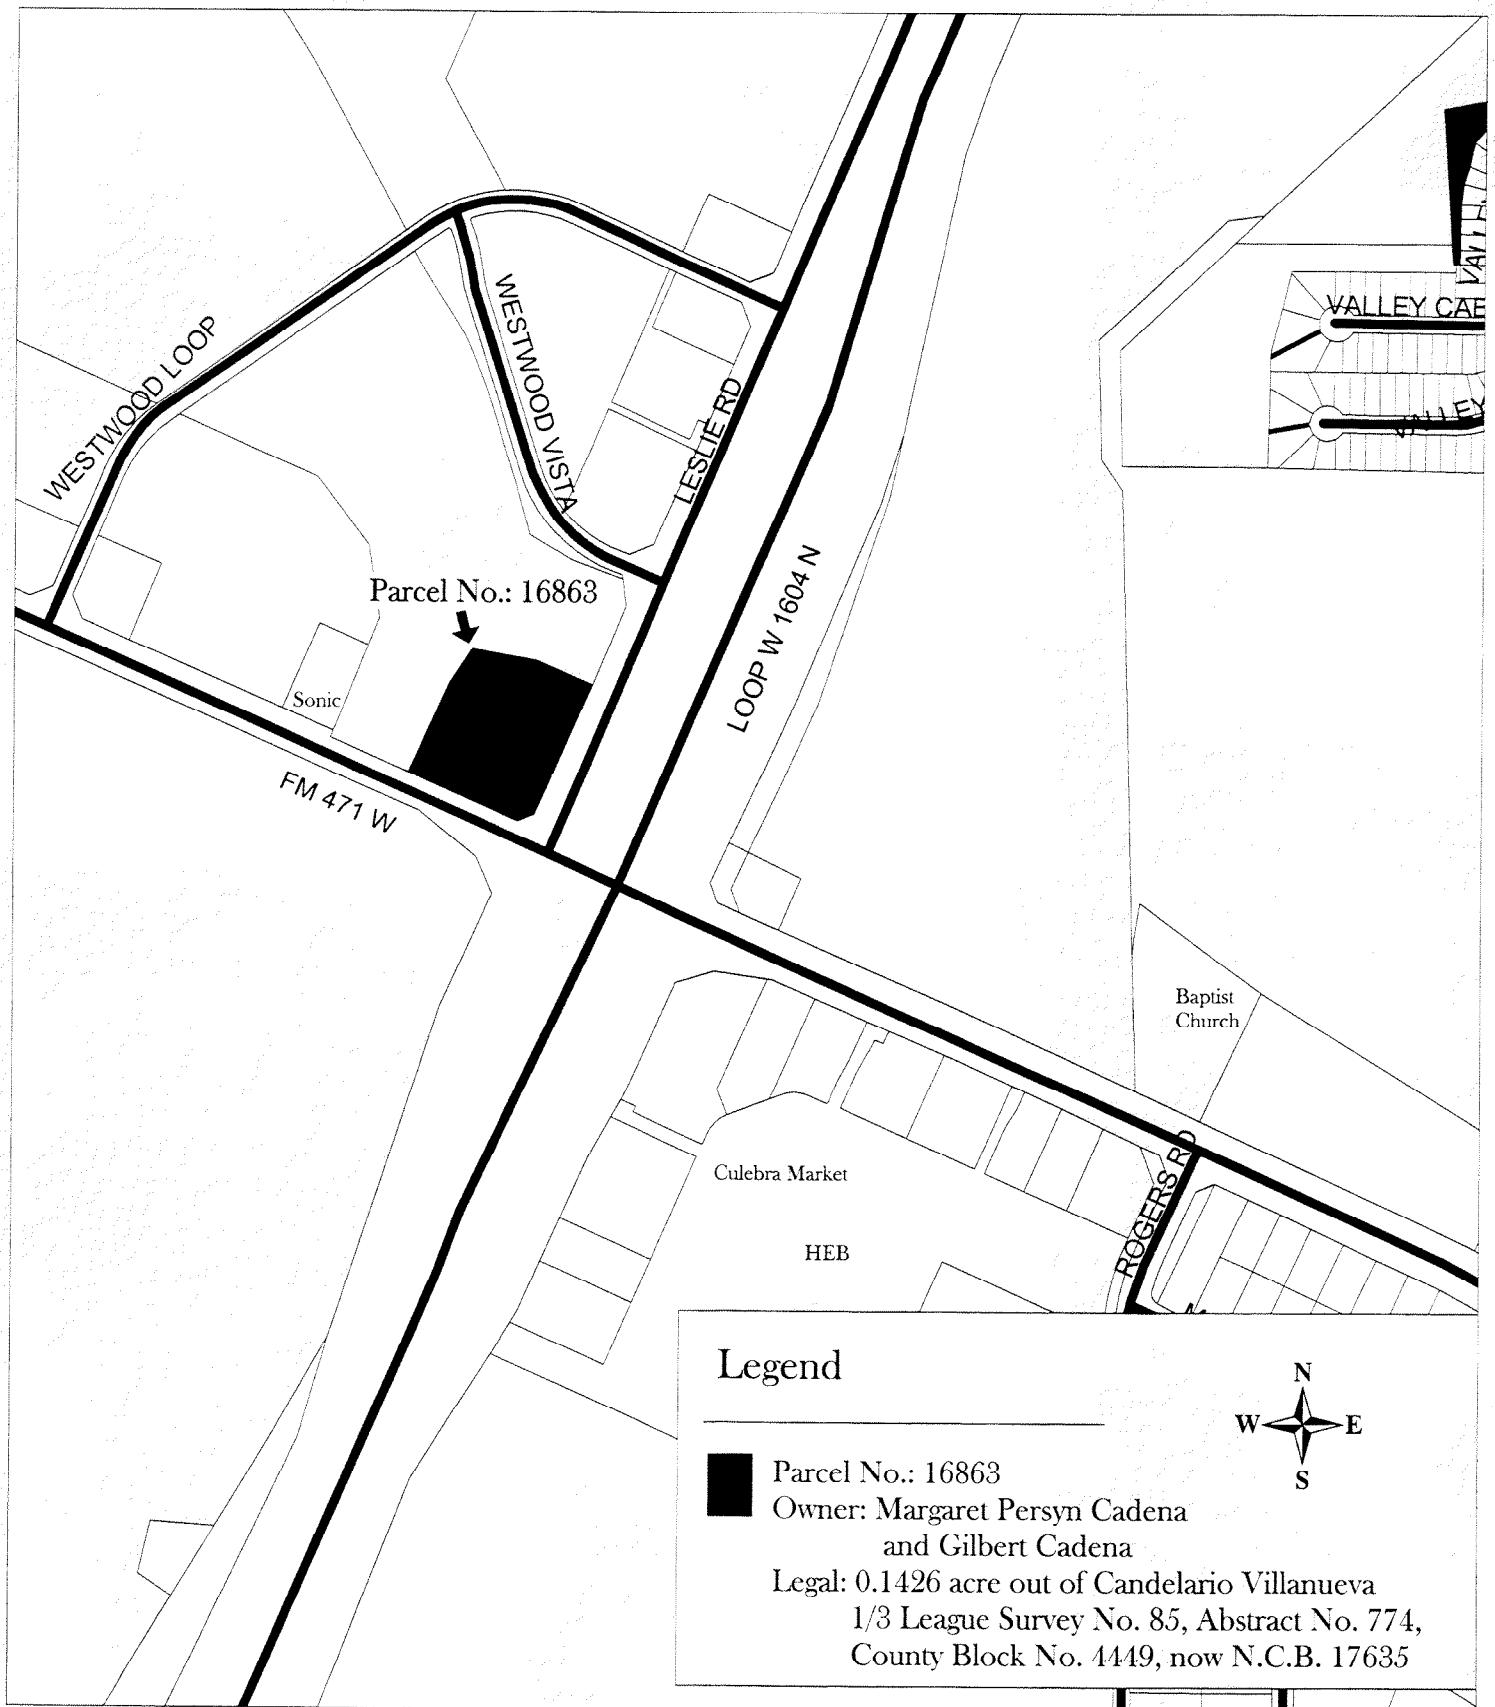 VALLEY
VALLEY CAB
VALLEY
WESTWOOD LOOP
WESTWOOD VISTA
LESLIE RD
Parcel No.: 16863
LOOP W 1604 N
Sonic
FM 471 W
Baptist
Church
ROGERS RD
Culebra Market
HEB
Legend
N
W E
S
Parcel No.: 16863
Owner: Margaret Persyn Cadena
and Gilbert Cadena
Legal: 0.1426 acre out of Candelario Villanueva
1/3 League Survey No. 85, Abstract No. 774,
County Block No. 4449, now N.C.B. 17635